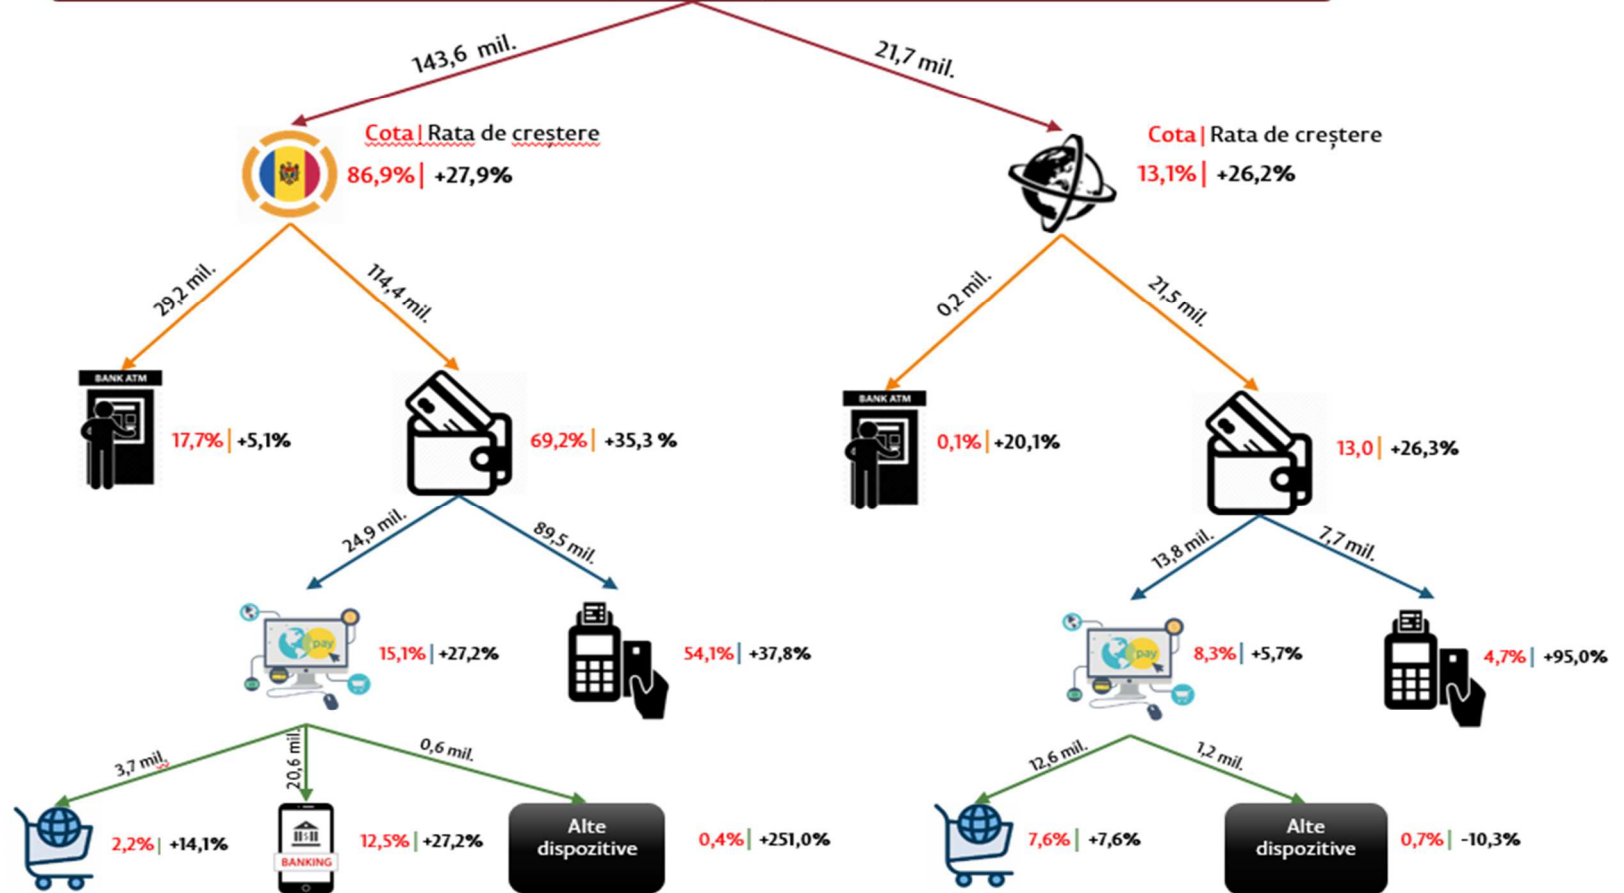 143,6 mil.
21,7 mil.
Cota| Rata de creștere
86,9%| +27,9%
Cota| Rata de creștere
13,1%| +26,2%
29,2 mil.
114,4 mil.
0,2 mil.
21,5 mil.
BANK ATM
17,7%| +5,1%
69,2%| +35,3 %
BANK ATM
0,1%| +20,1%
13,0| +26,3%
24,9 mil.
89,5 mil.
13,8 mil.
7,7 mil.
pay
15,1%| +27,2%
54,1%| +37,8%
pay
8,3%| +5,7%
4,7%| +95,0%
3,7 mil.
20,6 mil.
0,6 mil.
12,6 mil.
1,2 mil.
2,2%| +14,1%
BANKING
12,5%| +27,2%
Alte
dispozitive
0,4%| +251,0%
7,6%| +7,6%
Alte
dispozitive
0,7%| -10,3%